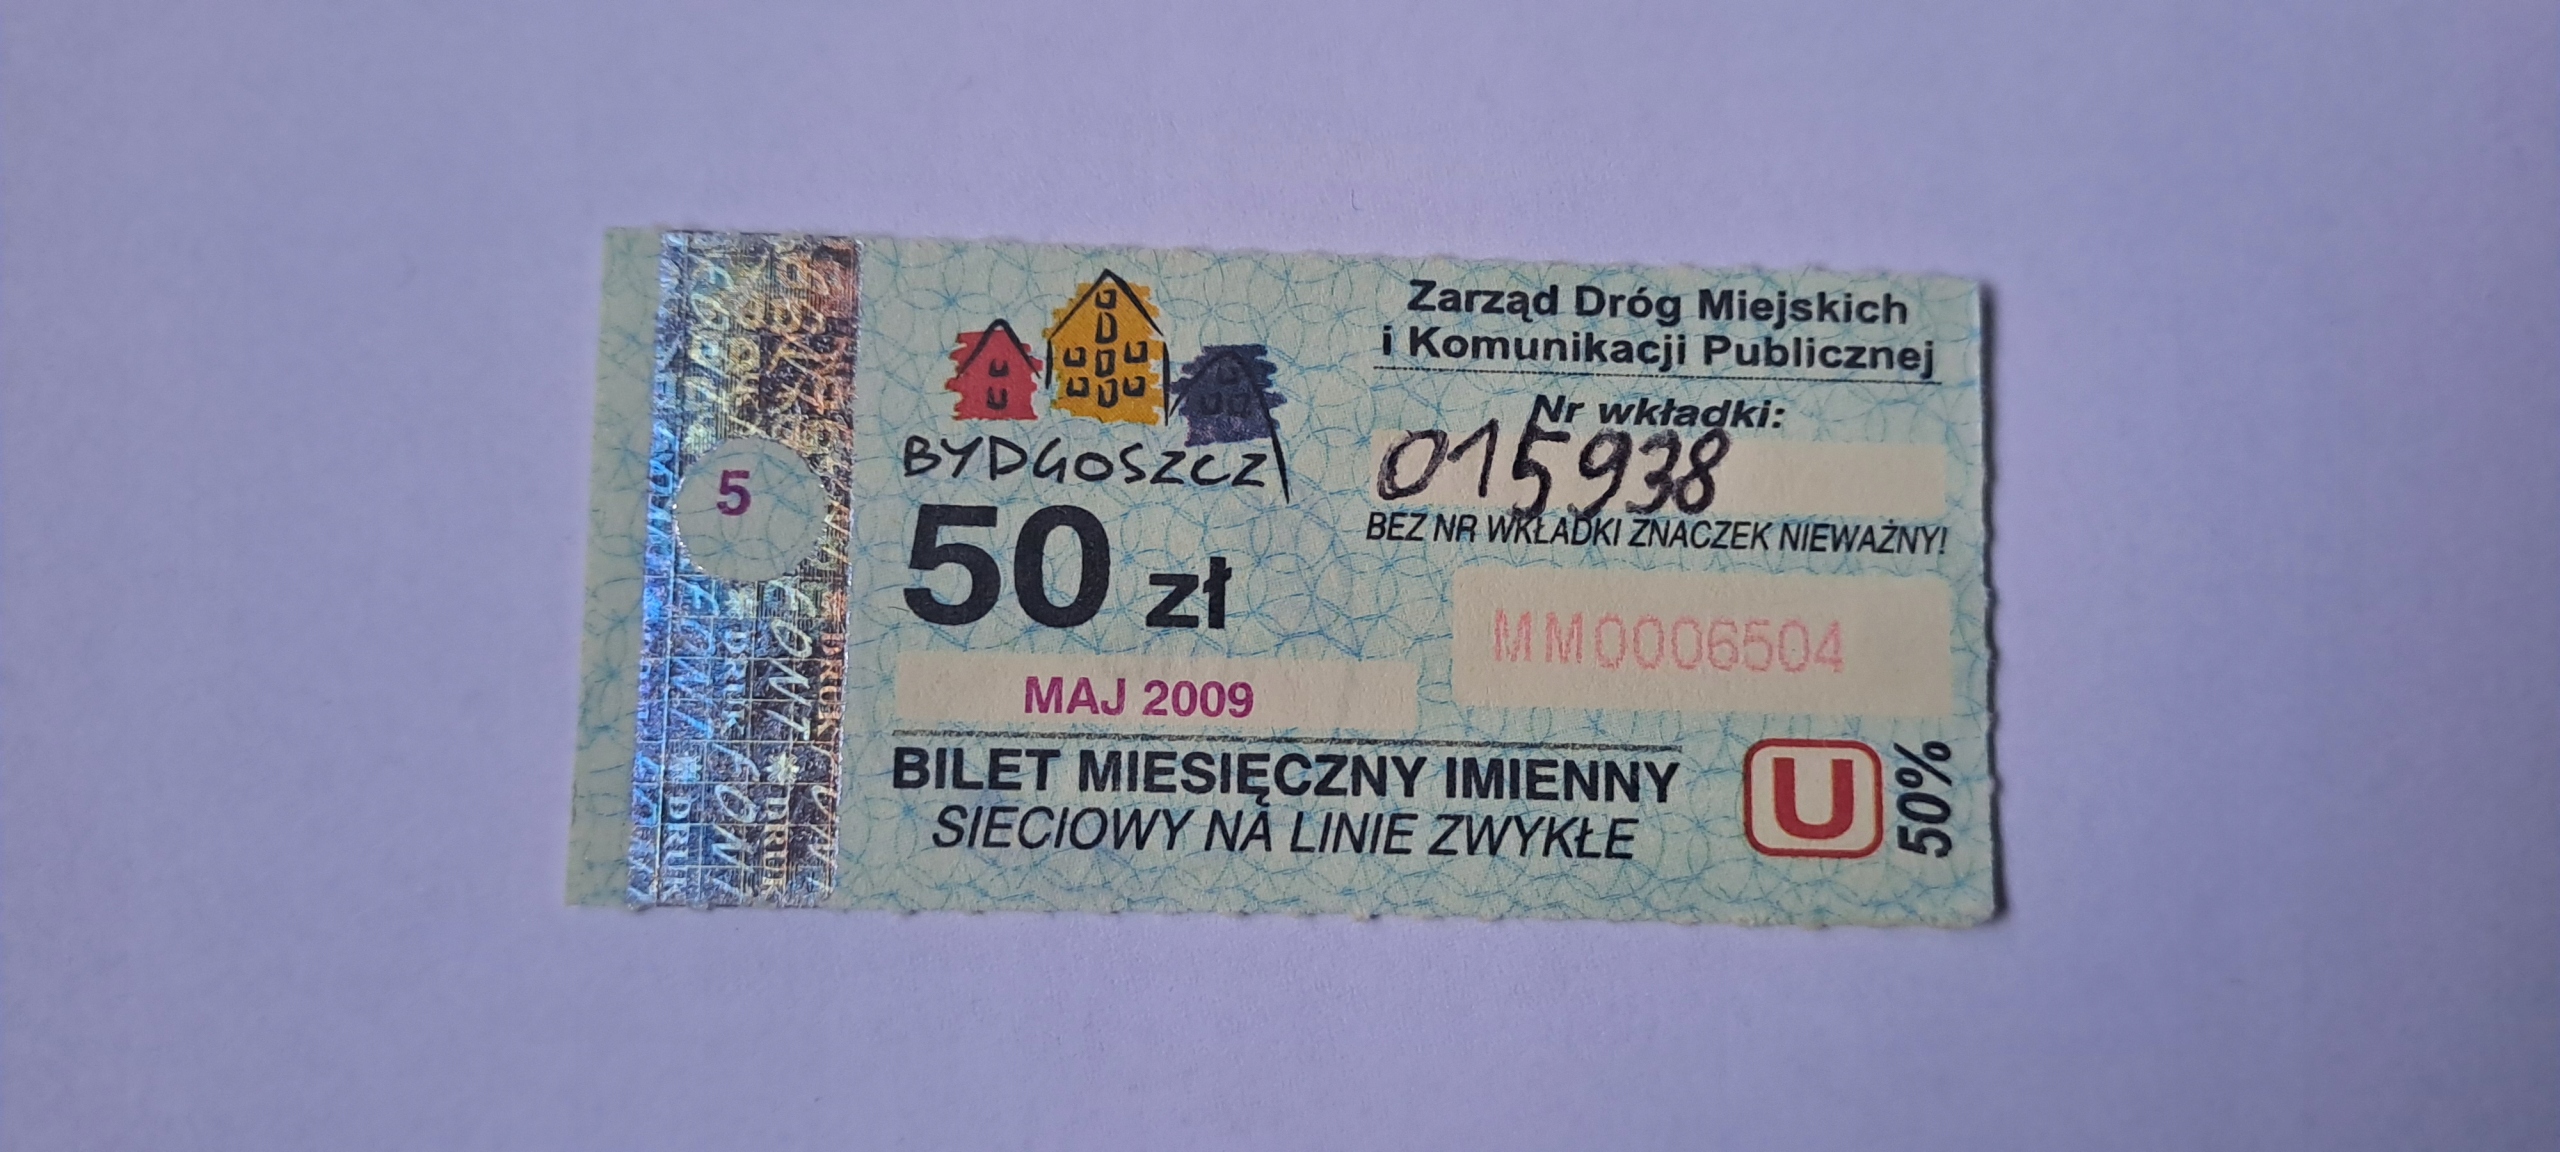 5
BYDGOSZCZ
50 zł
MAJ 2009
BILET MIESIĘCZNY IMIENNY
SIECIOWY NA LINIE ZWYKŁE
Zarząd Dróg Miejskich
i Komunikacji Publicznej
Nr wkładki:
015938
BEZ NR WKŁADKI ZNACZEK NIEWAŻNY!
MM0006504
U
50%